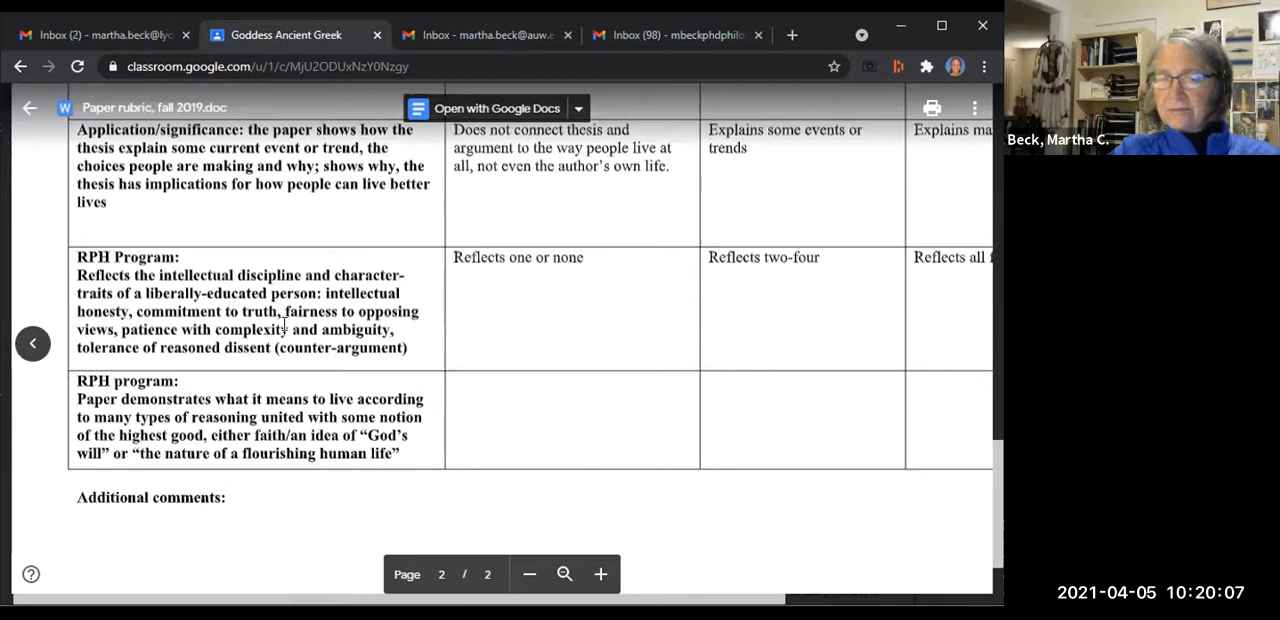 Inbox (2) - martha.beck@lyo
Goddess Ancient Greek
Inbox - martha.beck@auw.e
Inbox (98) - mbeckphdphilo
classroom.google.com/u/1/c/MjU2ODUxNzY0Nzgy
Paper rubric, fall 2019.doc
Open with Google Docs
Beck, Martha C.
Application/significance: the paper shows how the
thesis explain some current event or trend, the
choices people are making and why; shows why, the
thesis has implications for how people can live better
lives
Does not connect thesis and
argument to the way people live at
all, not even the author's own life.
Explains some events or
trends
Explains ma
RPH Program:
Reflects the intellectual discipline and character-
traits of a liberally-educated person: intellectual
honesty, commitment to truth, fairness to opposing
views, patience with complexity and ambiguity,
tolerance of reasoned dissent (counter-argument)
Reflects one or none
Reflects two-four
Reflects all f
RPH program:
Paper demonstrates what it means to live according
to many types of reasoning united with some notion
of the highest good, either faith/an idea of "God's
will" or "the nature of a flourishing human life"
Additional comments:
Page 2 / 2
2021-04-05 10:20:07